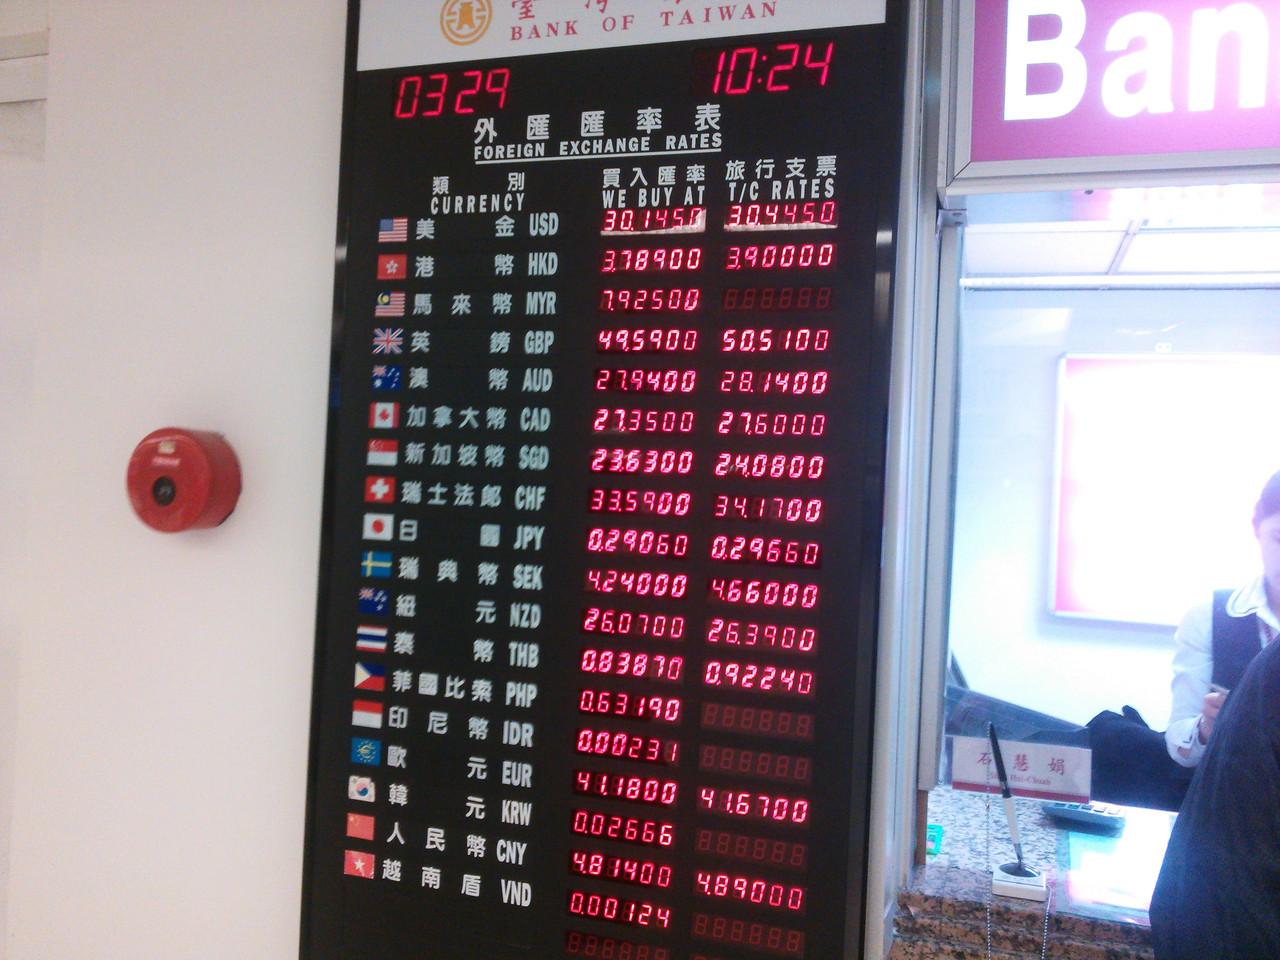 臺灣
BANK OF TAIWAN
Ban
03 29 10:24
外匯匯率表
FOREIGN EXCHANGE RATES
類別 買入匯率 旅行支票
CURRENCY WE BUY AT T/C RATES
美金 USD 30.1450 30.4450
港幣 HKD 3.78900 3.90000
馬來幣 MYR 7.92500
英鎊 GBP 49.5900 50.5100
澳幣 AUD 27.9400 28.1400
加拿大幣 CAD 27.3500 27.6000
新加坡幣 SGD 23.6300 24.0800
瑞士法郎 CHF 33.5900 34.1700
日圓 JPY 0.29060 0.29660
瑞典幣 SEK 4.24000 4.66000
紐元 NZD 26.0700 26.3900
泰幣 THB 0.83870 0.92240
菲國比索 PHP 0.63190
印尼幣 IDR 0.00231
歐元 EUR 41.1800 41.6700
韓元 KRW 0.02666
人民幣 CNY 4.81400 4.89000
越南盾 VND 0.00124
石慧娟